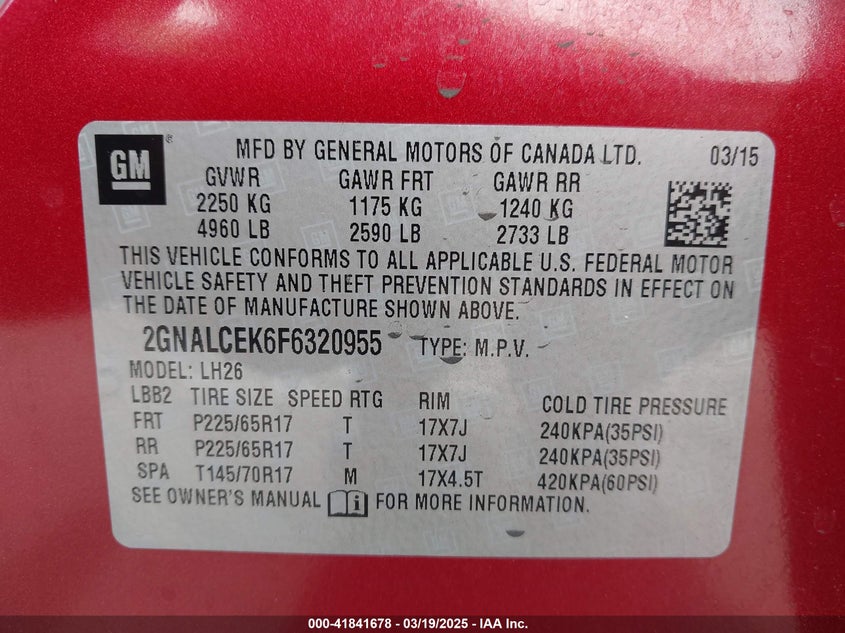 GM ® MFD BY GENERAL MOTORS OF CANADA LTD. 03/15
GVWR GAWR FRT GAWR RR
2250 KG 1175 KG 1240 KG
4960 LB 2590 LB 2733 LB
THIS VEHICLE CONFORMS TO ALL APPLICABLE U.S. FEDERAL MOTOR
VEHICLE SAFETY AND THEFT PREVENTION STANDARDS IN EFFECT ON
THE DATE OF MANUFACTURE SHOWN ABOVE.
2GNALCEK6F6320955 TYPE: M.P.V.
MODEL: LH26
LBB2 TIRE SIZE SPEED RTG RIM COLD TIRE PRESSURE
FRT P225/65R17 T 17X7J 240KPA(35PSI)
RR P225/65R17 T 17X7J 240KPA(35PSI)
SPA T145/70R17 M 17X4.5T 420KPA(60PSI)
SEE OWNER'S MANUAL i FOR MORE INFORMATION.
000-41841678 - 03/19/2025 - IAA Inc.